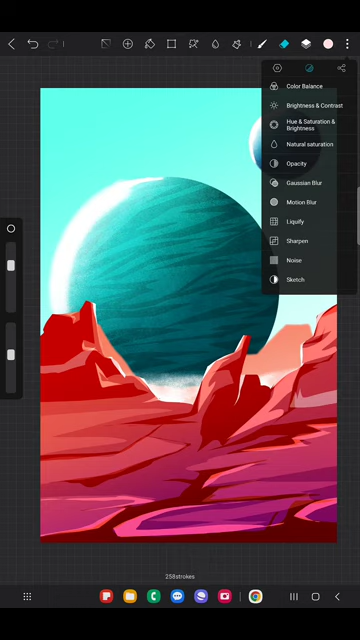 Color Balance
Brightness & Contrast
Hue & Saturation &
Brightness
Natural saturation
Opacity
Gaussian Blur
Motion Blur
Liquify
Sharpen
Noise
Sketch
258strokes